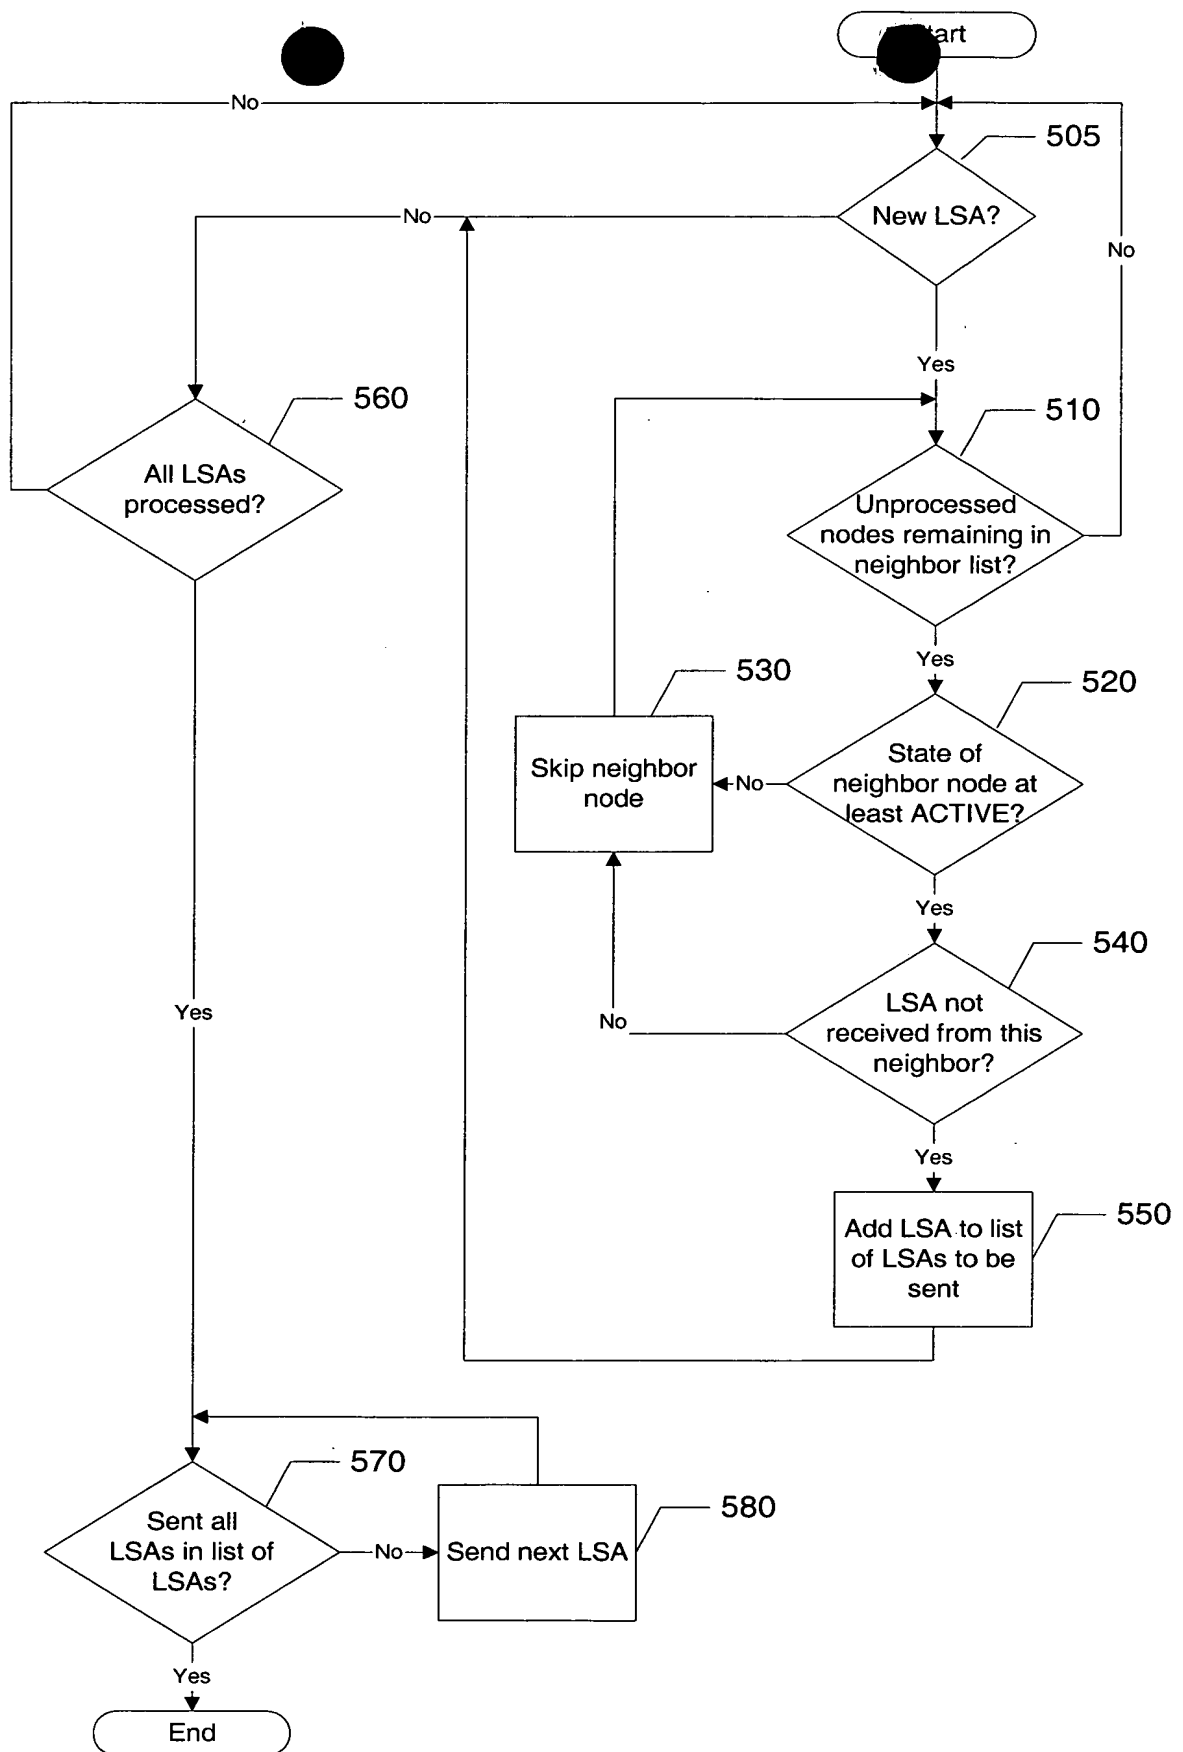 No
505
New LSA?
No
No
Yes
560
510
All LSAs
processed?
Unprocessed
nodes remaining in
neighbor list?
Yes
530
520
Skip neighbor
node
No
State of
neighbor node at
least ACTIVE?
Yes
540
No
LSA not
received from this
neighbor?
Yes
Yes
550
Add LSA to list
of LSAs to be
sent
570
580
Sent all
LSAs in list of
LSAs?
No
Send next LSA
Yes
End